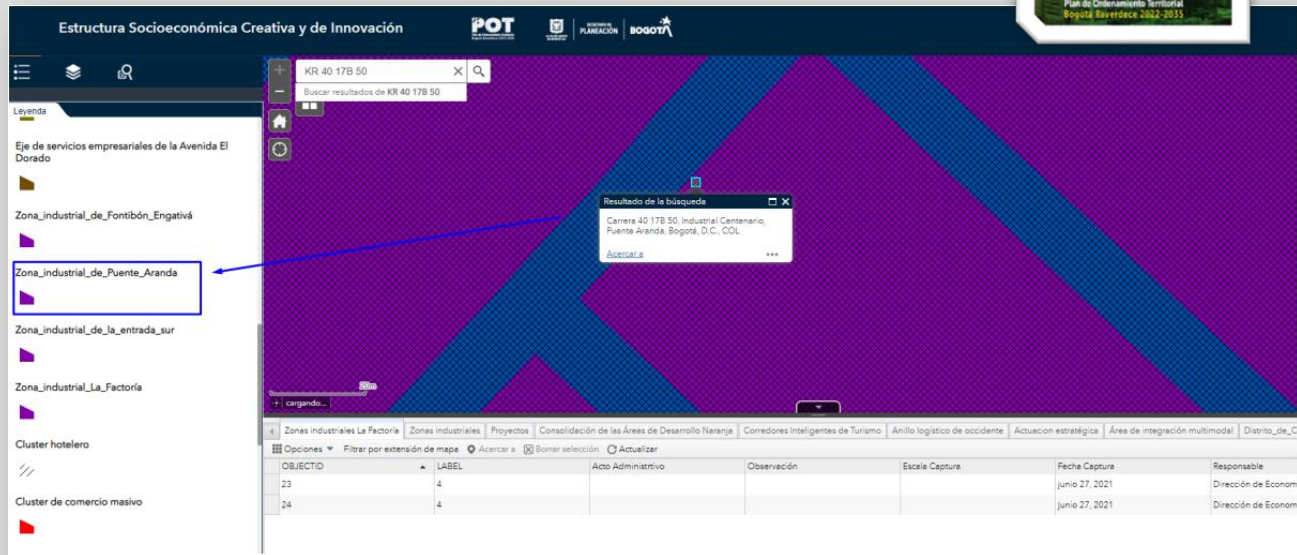 Plan de Ordenamiento Territorial
Bogotá Reverdece 2022-2035
Estructura Socioeconómica Creativa y de Innovación
POT
PLANEACIÓN
BOGOTÁ
Leyenda
Eje de servicios empresariales de la Avenida El
Dorado
Zona_industrial_de_Fontibón_Engativá
Zona_industrial_de_Puente_Aranda
Zona_industrial_de_la_entrada_sur
Zona_industrial_La_Factoría
Cluster hotelero
Cluster de comercio masivo
KR 40 17B 50
Buscar resultados de KR 40 17B 50
Resultado de la búsqueda
Carrera 40 17B 50, Industrial Centenario,
Puente Aranda, Bogotá, D.C., COL
Acercar a
20m
cargando...
Zonas industriales La Factoría Zonas industriales Proyectos Consolidación de las Áreas de Desarrollo Naranja Corredores Inteligentes de Turismo Anillo logístico de occidente Actuacion estratégica Área de integración multimodal Distrito_de_C
Opciones Filtrar por extensión de mapa Acercar a Borrar selección Actualizar
OBJECTID LABEL Acto Administrtivo Observación Escala Captura Fecha Captura Responsable
23 4 junio 27, 2021 Dirección de Econom
24 4 junio 27, 2021 Dirección de Econom